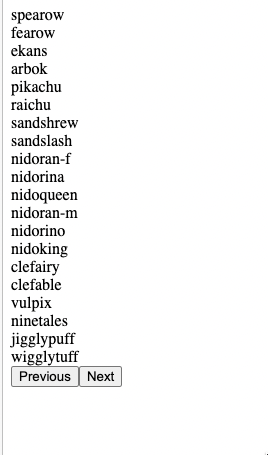 spearow
fearow
ekans
arbok
pikachu
raichu
sandshrew
sandslash
nidoran-f
nidorina
nidoqueen
nidoran-m
nidorino
nidoking
clefairy
clefable
vulpix
ninetales
jigglypuff
wigglytuff
Previous Next